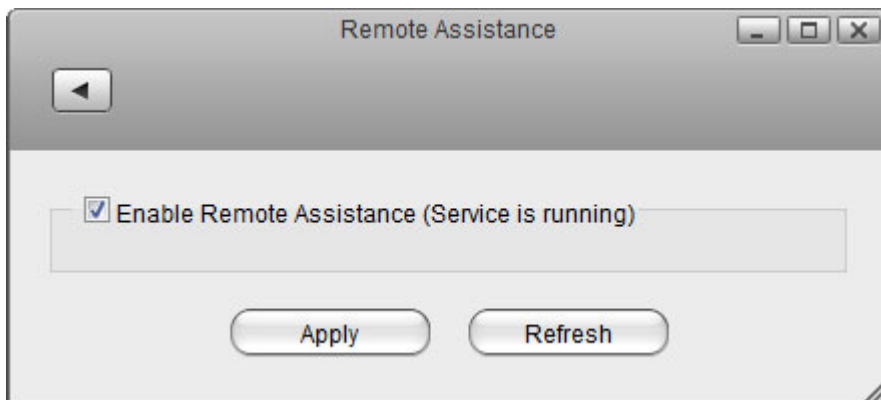 Remote Assistance
Enable Remote Assistance (Service is running)
Apply
Refresh